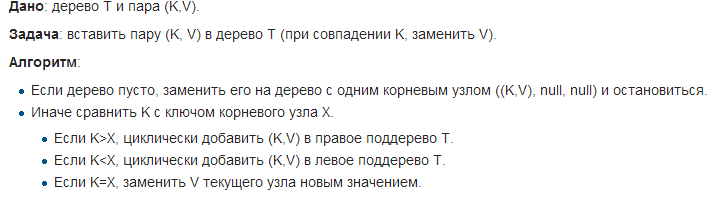 Дано: дерево Т и пара (K,V).
Задача: вставить пару (K, V) в дерево Т (при совпадении K, заменить V).
Алгоритм:
Если дерево пусто, заменить его на дерево с одним корневым узлом ((K,V), null, null) и остановиться.
Иначе сравнить K с ключом корневого узла X.
Если K>X, циклически добавить (K,V) в правое поддерево Т.
Если K<X, циклически добавить (K,V) в левое поддерево Т.
Если K=X, заменить V текущего узла новым значением.